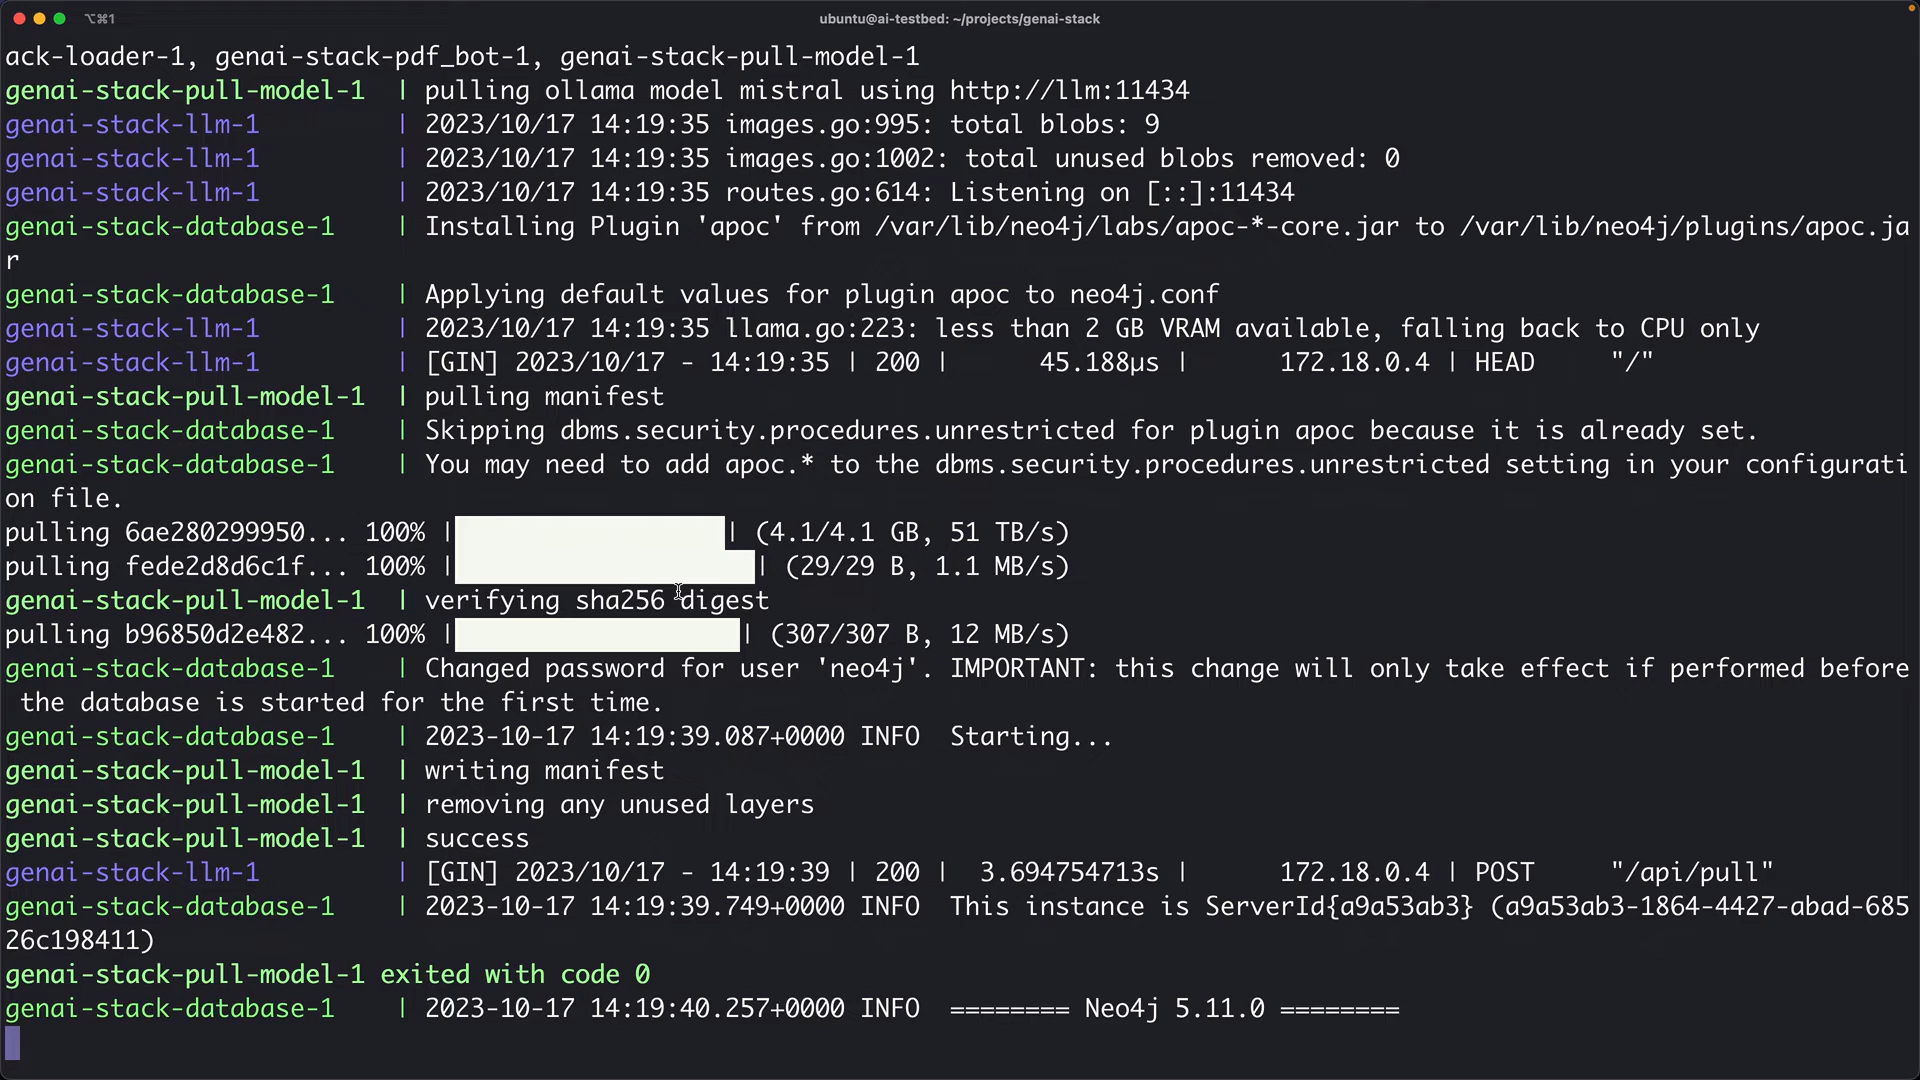 ⌥⌘1
ubuntu@ai-testbed: ~/projects/genai-stack
ack-loader-1, genai-stack-pdf_bot-1, genai-stack-pull-model-1
genai-stack-pull-model-1  | pulling ollama model mistral using http://llm:11434
genai-stack-llm-1         | 2023/10/17 14:19:35 images.go:995: total blobs: 9
genai-stack-llm-1         | 2023/10/17 14:19:35 images.go:1002: total unused blobs removed: 0
genai-stack-llm-1         | 2023/10/17 14:19:35 routes.go:614: Listening on [::]:11434
genai-stack-database-1    | Installing Plugin 'apoc' from /var/lib/neo4j/labs/apoc-*-core.jar to /var/lib/neo4j/plugins/apoc.ja
r
genai-stack-database-1    | Applying default values for plugin apoc to neo4j.conf
genai-stack-llm-1         | 2023/10/17 14:19:35 llama.go:223: less than 2 GB VRAM available, falling back to CPU only
genai-stack-llm-1         | [GIN] 2023/10/17 - 14:19:35 | 200 |      45.188µs |      172.18.0.4 | HEAD     "/"
genai-stack-pull-model-1  | pulling manifest
genai-stack-database-1    | Skipping dbms.security.procedures.unrestricted for plugin apoc because it is already set.
genai-stack-database-1    | You may need to add apoc.* to the dbms.security.procedures.unrestricted setting in your configurati
on file.
pulling 6ae280299950... 100% |██████████████████| (4.1/4.1 GB, 51 TB/s)
pulling fede2d8d6c1f... 100% |████████████████████| (29/29 B, 1.1 MB/s)
genai-stack-pull-model-1  | verifying sha256 digest
pulling b96850d2e482... 100% |███████████████████| (307/307 B, 12 MB/s)
genai-stack-database-1    | Changed password for user 'neo4j'. IMPORTANT: this change will only take effect if performed before
 the database is started for the first time.
genai-stack-database-1    | 2023-10-17 14:19:39.087+0000 INFO  Starting...
genai-stack-pull-model-1  | writing manifest
genai-stack-pull-model-1  | removing any unused layers
genai-stack-pull-model-1  | success
genai-stack-llm-1         | [GIN] 2023/10/17 - 14:19:39 | 200 |  3.694754713s |      172.18.0.4 | POST     "/api/pull"
genai-stack-database-1    | 2023-10-17 14:19:39.749+0000 INFO  This instance is ServerId{a9a53ab3} (a9a53ab3-1864-4427-abad-685
26c198411)
genai-stack-pull-model-1 exited with code 0
genai-stack-database-1    | 2023-10-17 14:19:40.257+0000 INFO  ======== Neo4j 5.11.0 ========